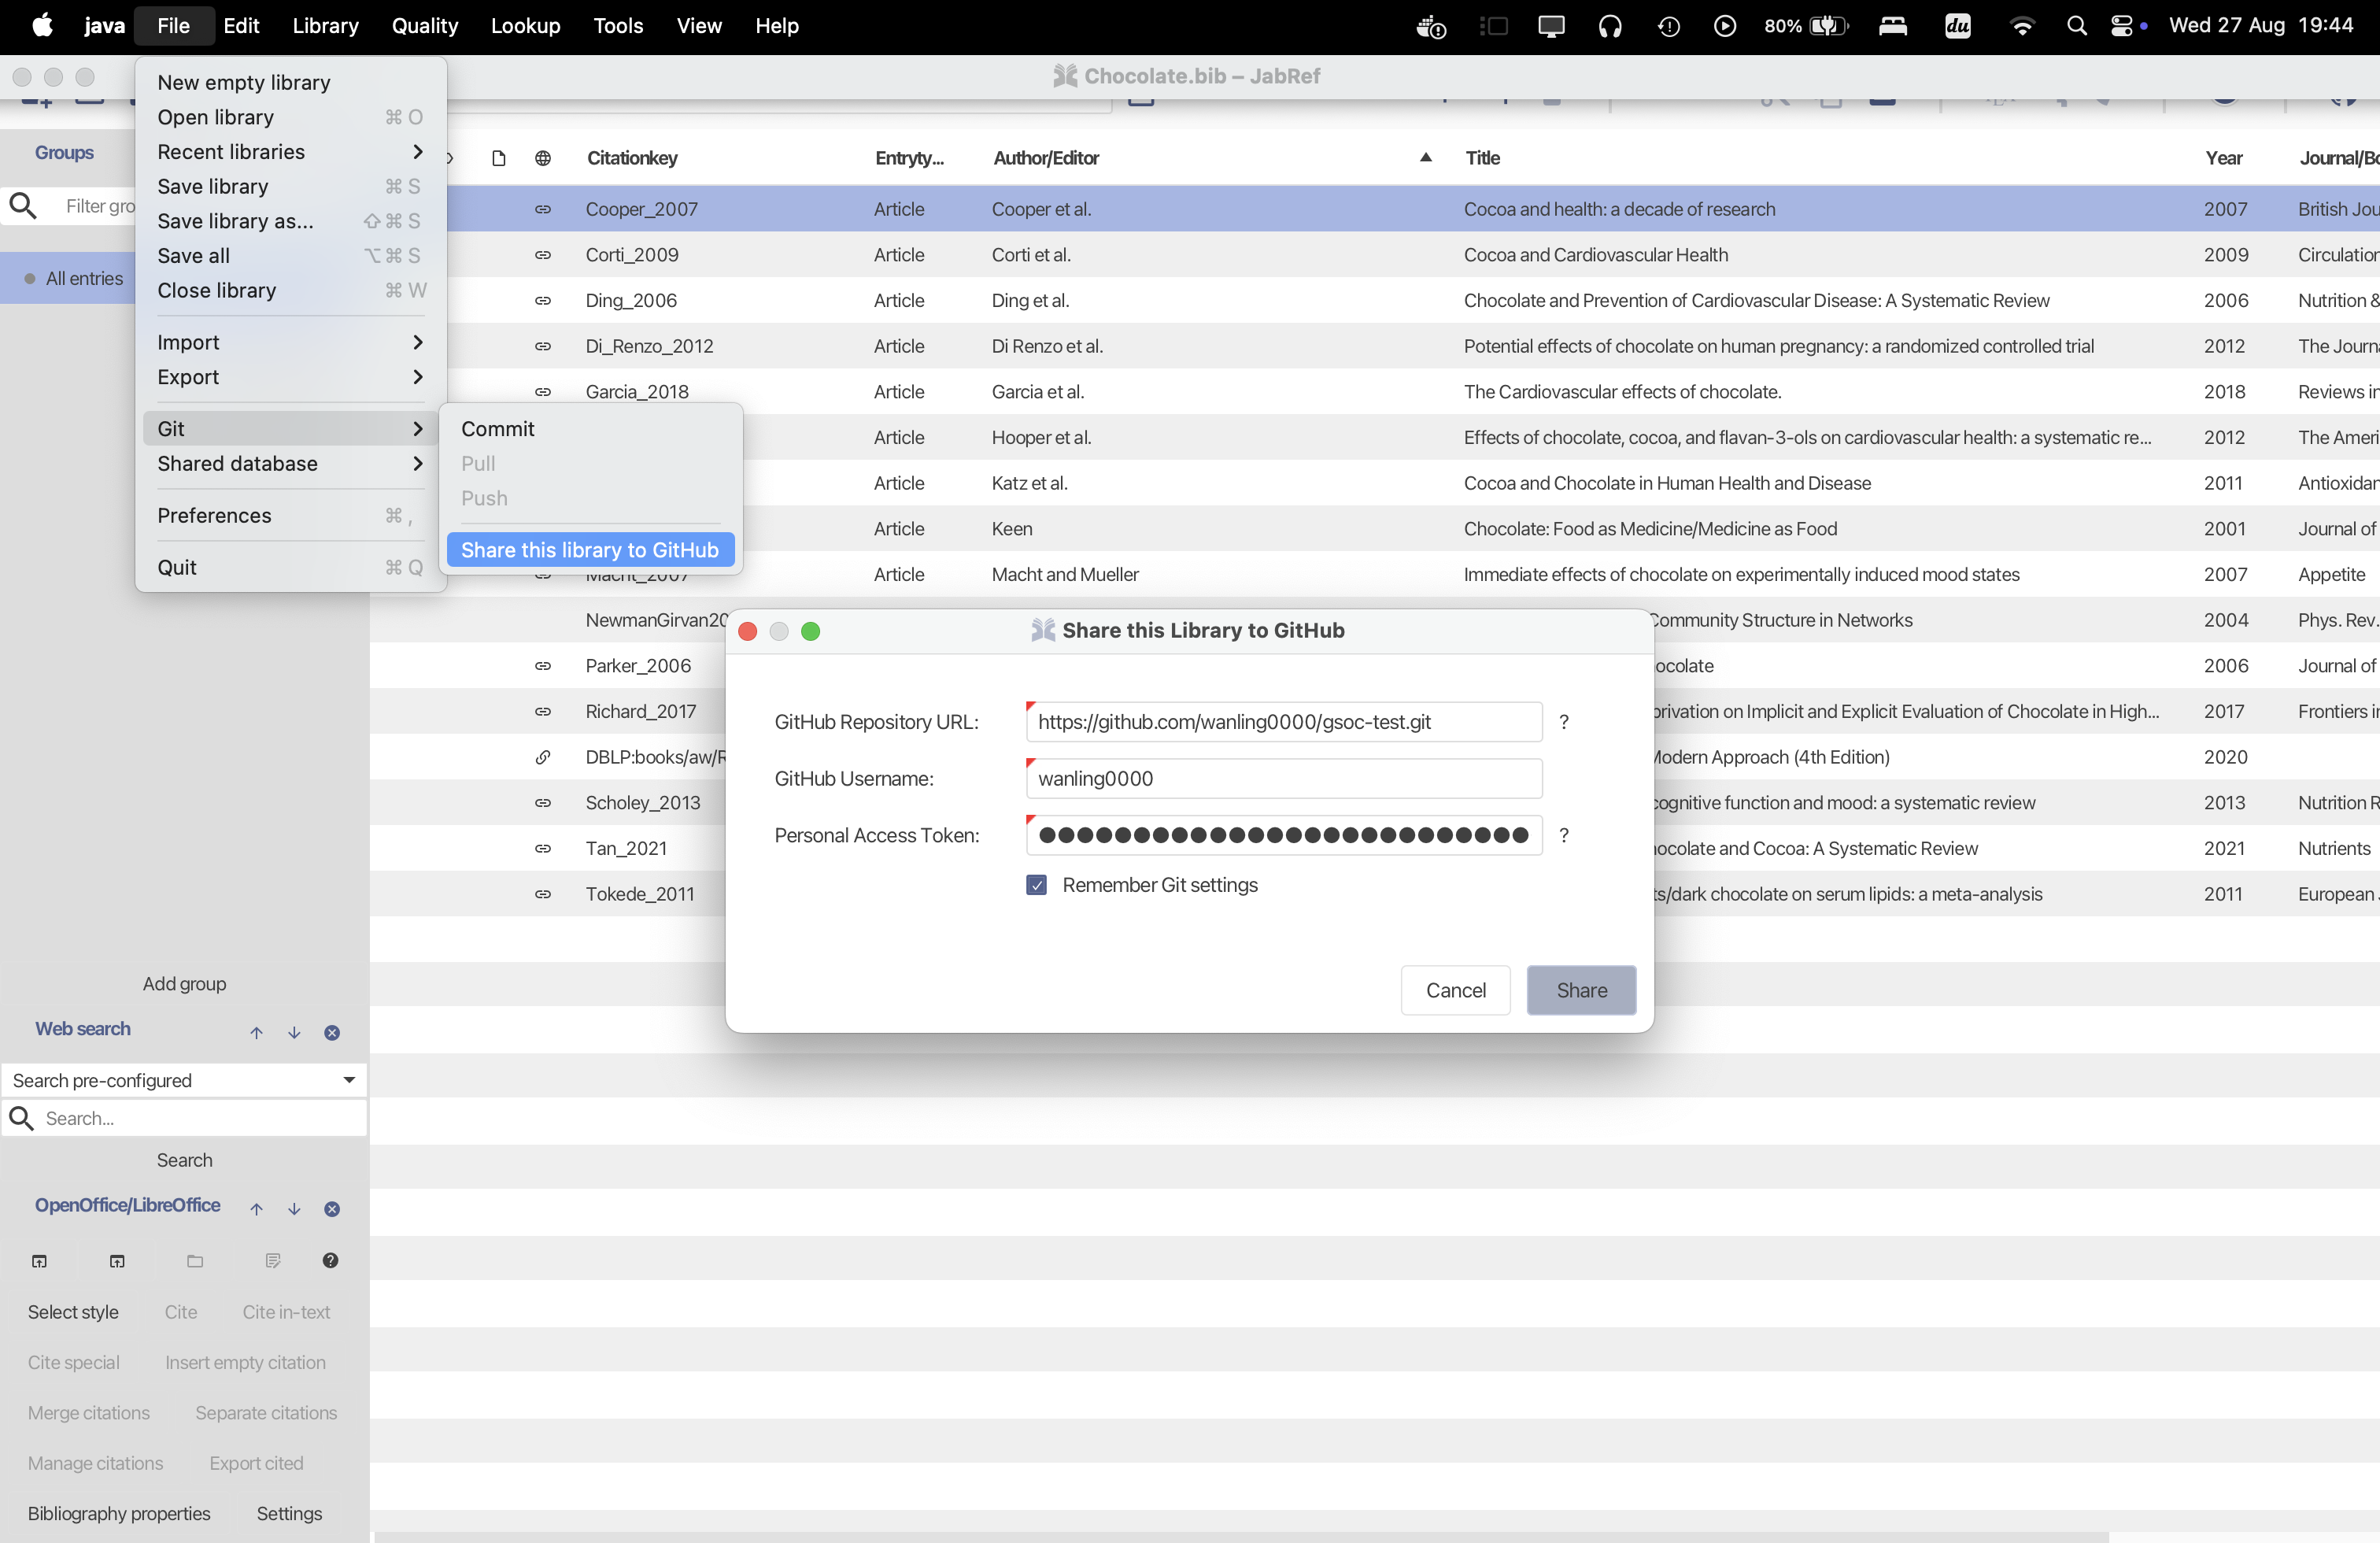 java File Edit Library Quality Lookup Tools View Help 80% du Wed 27 Aug 19:44
Chocolate.bib – JabRef
New empty library
Open library ⌘ O
Recent libraries
Save library ⌘ S
Save library as... ⇧⌘ S
Save all ⌥⌘ S
Close library ⌘ W
Import
Export
Git
Shared database
Preferences ⌘ ,
Quit ⌘ Q
Commit
Pull
Push
Share this library to GitHub
Groups
Filter gro
All entries
Citationkey Entryty... Author/Editor Title Year Journal/Bo
Cooper_2007 Article Cooper et al. Cocoa and health: a decade of research 2007 British Jou
Corti_2009 Article Corti et al. Cocoa and Cardiovascular Health 2009 Circulation
Ding_2006 Article Ding et al. Chocolate and Prevention of Cardiovascular Disease: A Systematic Review 2006 Nutrition &
Di_Renzo_2012 Article Di Renzo et al. Potential effects of chocolate on human pregnancy: a randomized controlled trial 2012 The Journ
Garcia_2018 Article Garcia et al. The Cardiovascular effects of chocolate. 2018 Reviews in
Article Hooper et al. Effects of chocolate, cocoa, and flavan-3-ols on cardiovascular health: a systematic re... 2012 The Ameri
Article Katz et al. Cocoa and Chocolate in Human Health and Disease 2011 Antioxidan
Article Keen Chocolate: Food as Medicine/Medicine as Food 2001 Journal of
Macht_2007 Article Macht and Mueller Immediate effects of chocolate on experimentally induced mood states 2007 Appetite
NewmanGirvan20 Community Structure in Networks 2004 Phys. Rev.
Parker_2006 ocolate 2006 Journal of
Richard_2017 privation on Implicit and Explicit Evaluation of Chocolate in High... 2017 Frontiers in
DBLP:books/aw/R Modern Approach (4th Edition) 2020
Scholey_2013 cognitive function and mood: a systematic review 2013 Nutrition R
Tan_2021 ocolate and Cocoa: A Systematic Review 2021 Nutrients
Tokede_2011 ts/dark chocolate on serum lipids: a meta-analysis 2011 European
Share this Library to GitHub
GitHub Repository URL: https://github.com/wanling0000/gsoc-test.git ?
GitHub Username: wanling0000
Personal Access Token: ●●●●●●●●●●●●●●●●●●●●●●●●●● ?
Remember Git settings
Cancel Share
Add group
Web search
Search pre-configured
Search...
Search
OpenOffice/LibreOffice
Select style Cite Cite in-text
Cite special Insert empty citation
Merge citations Separate citations
Manage citations Export cited
Bibliography properties Settings